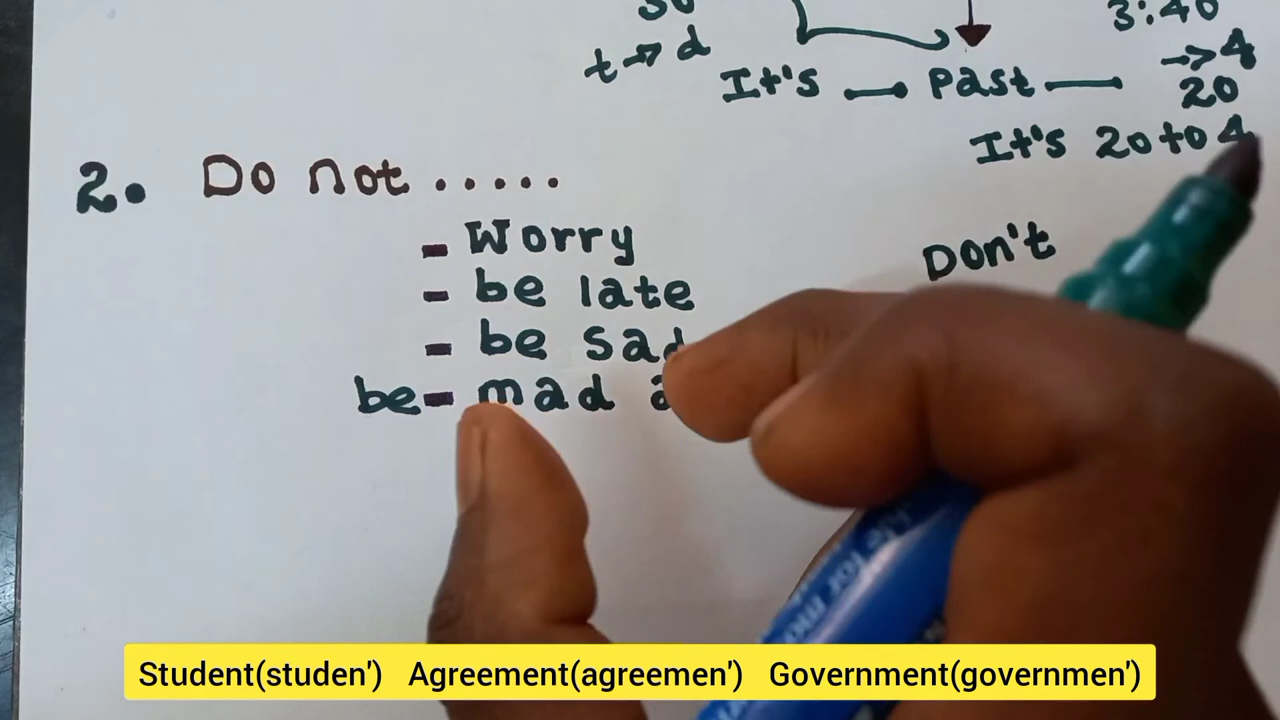 3:40
t → d
→ 4
It's — Past — 20
It's 20 to 4
2. Do not .....
- Worry
Don't
- be late
- be sad
be - mad
Student(studen') Agreement(agreemen') Government(governmen')